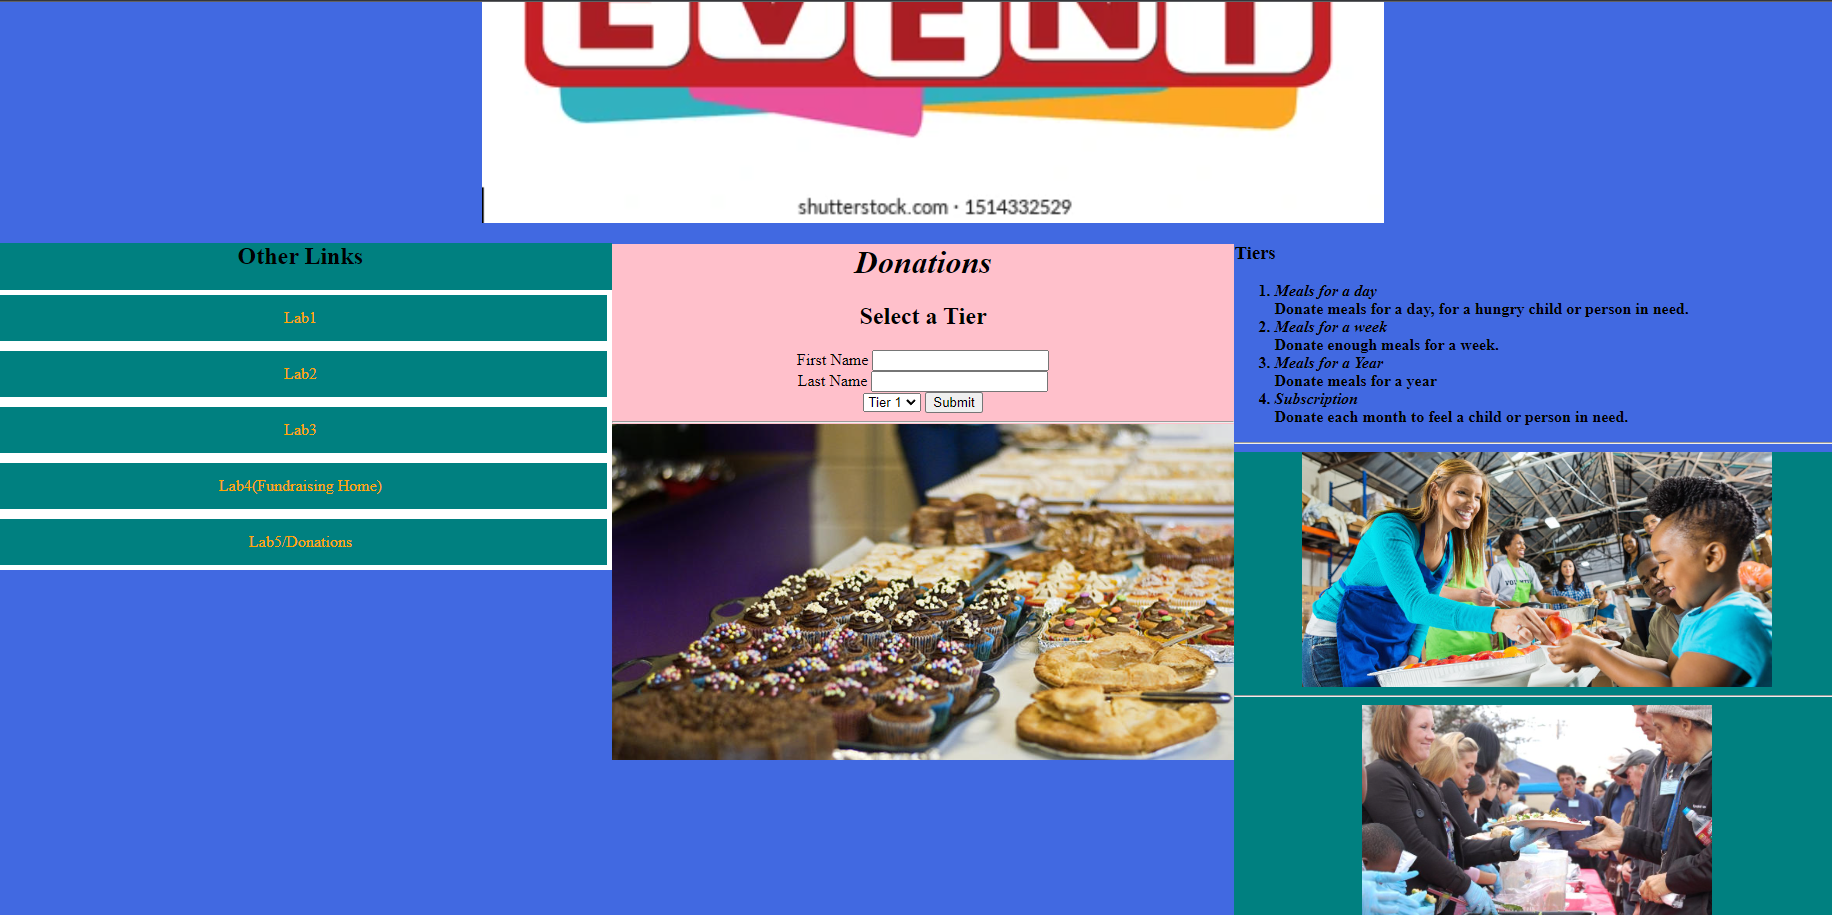 EVENT
shutterstock.com · 1514332529
Other Links
Lab1
Lab2
Lab3
Lab4(Fundraising Home)
Lab5/Donations
Donations
Select a Tier
First Name
Last Name
Tier 1 Submit
Tiers
1. Meals for a day
Donate meals for a day, for a hungry child or person in need.
2. Meals for a week
Donate enough meals for a week.
3. Meals for a Year
Donate meals for a year
4. Subscription
Donate each month to feel a child or person in need.